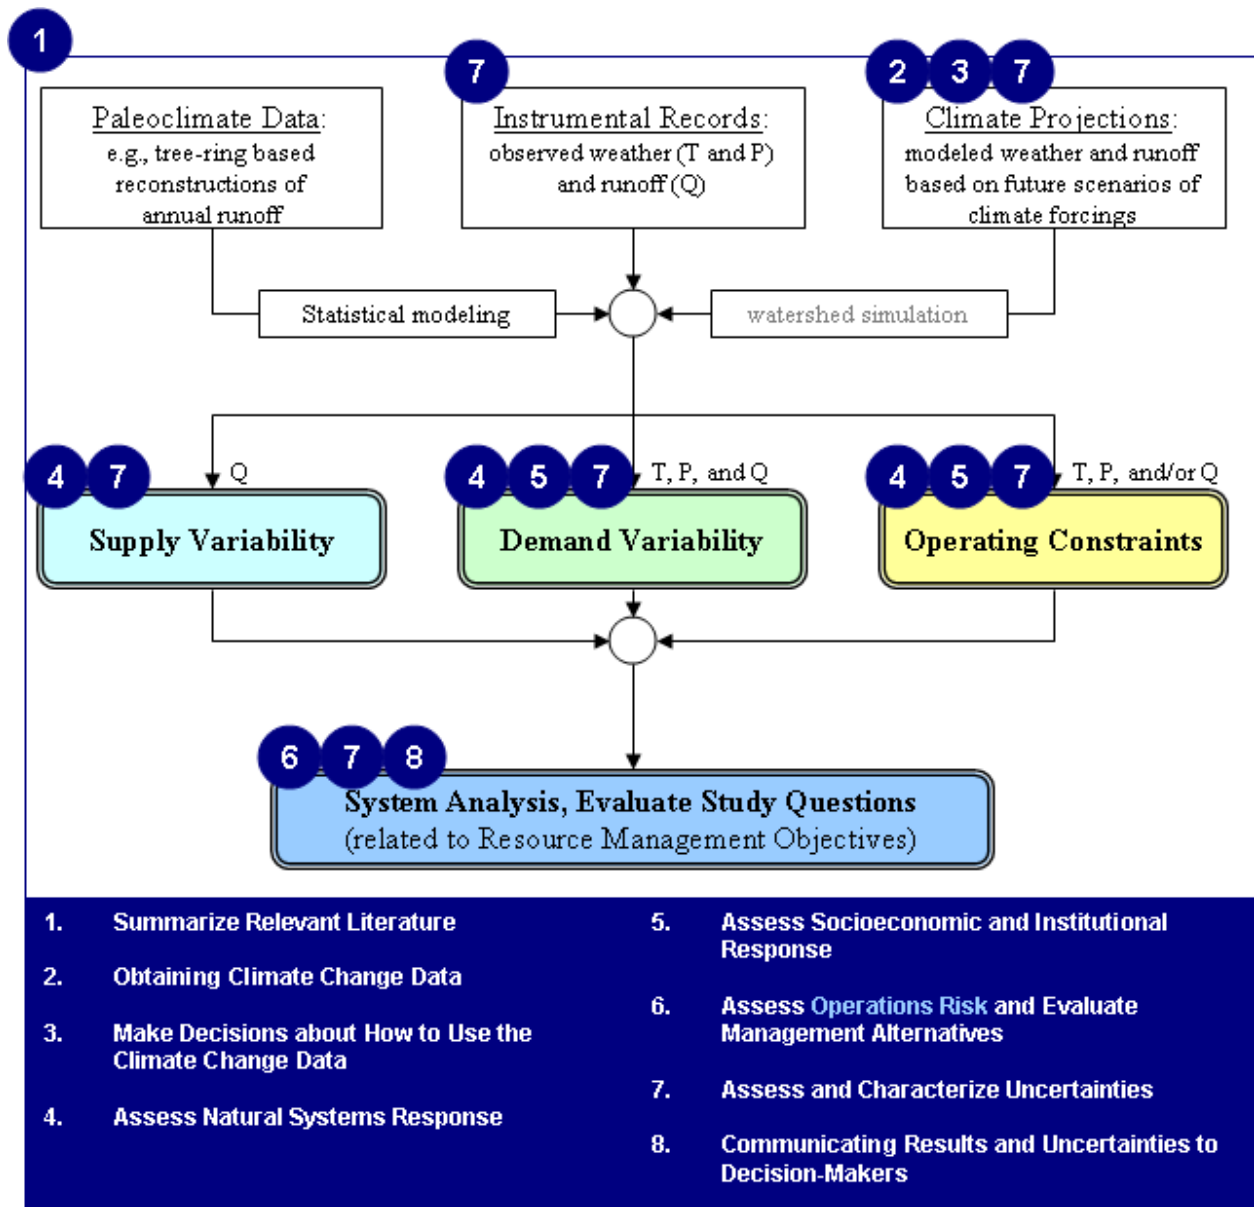 1
7
2 3 7
Paleoclimate Data:
e.g., tree-ring based
reconstructions of
annual runoff
Instrumental Records:
observed weather (T and P)
and runoff (Q)
Climate Projections:
modeled weather and runoff
based on future scenarios of
climate forcings
Statistical modeling
watershed simulation
4 7
Q
4 5 7
T, P, and Q
4 5 7
T, P, and/or Q
Supply Variability
Demand Variability
Operating Constraints
6 7 8
System Analysis, Evaluate Study Questions
(related to Resource Management Objectives)
1. Summarize Relevant Literature
2. Obtaining Climate Change Data
3. Make Decisions about How to Use the
Climate Change Data
4. Assess Natural Systems Response
5. Assess Socioeconomic and Institutional
Response
6. Assess Operations Risk and Evaluate
Management Alternatives
7. Assess and Characterize Uncertainties
8. Communicating Results and Uncertainties to
Decision-Makers